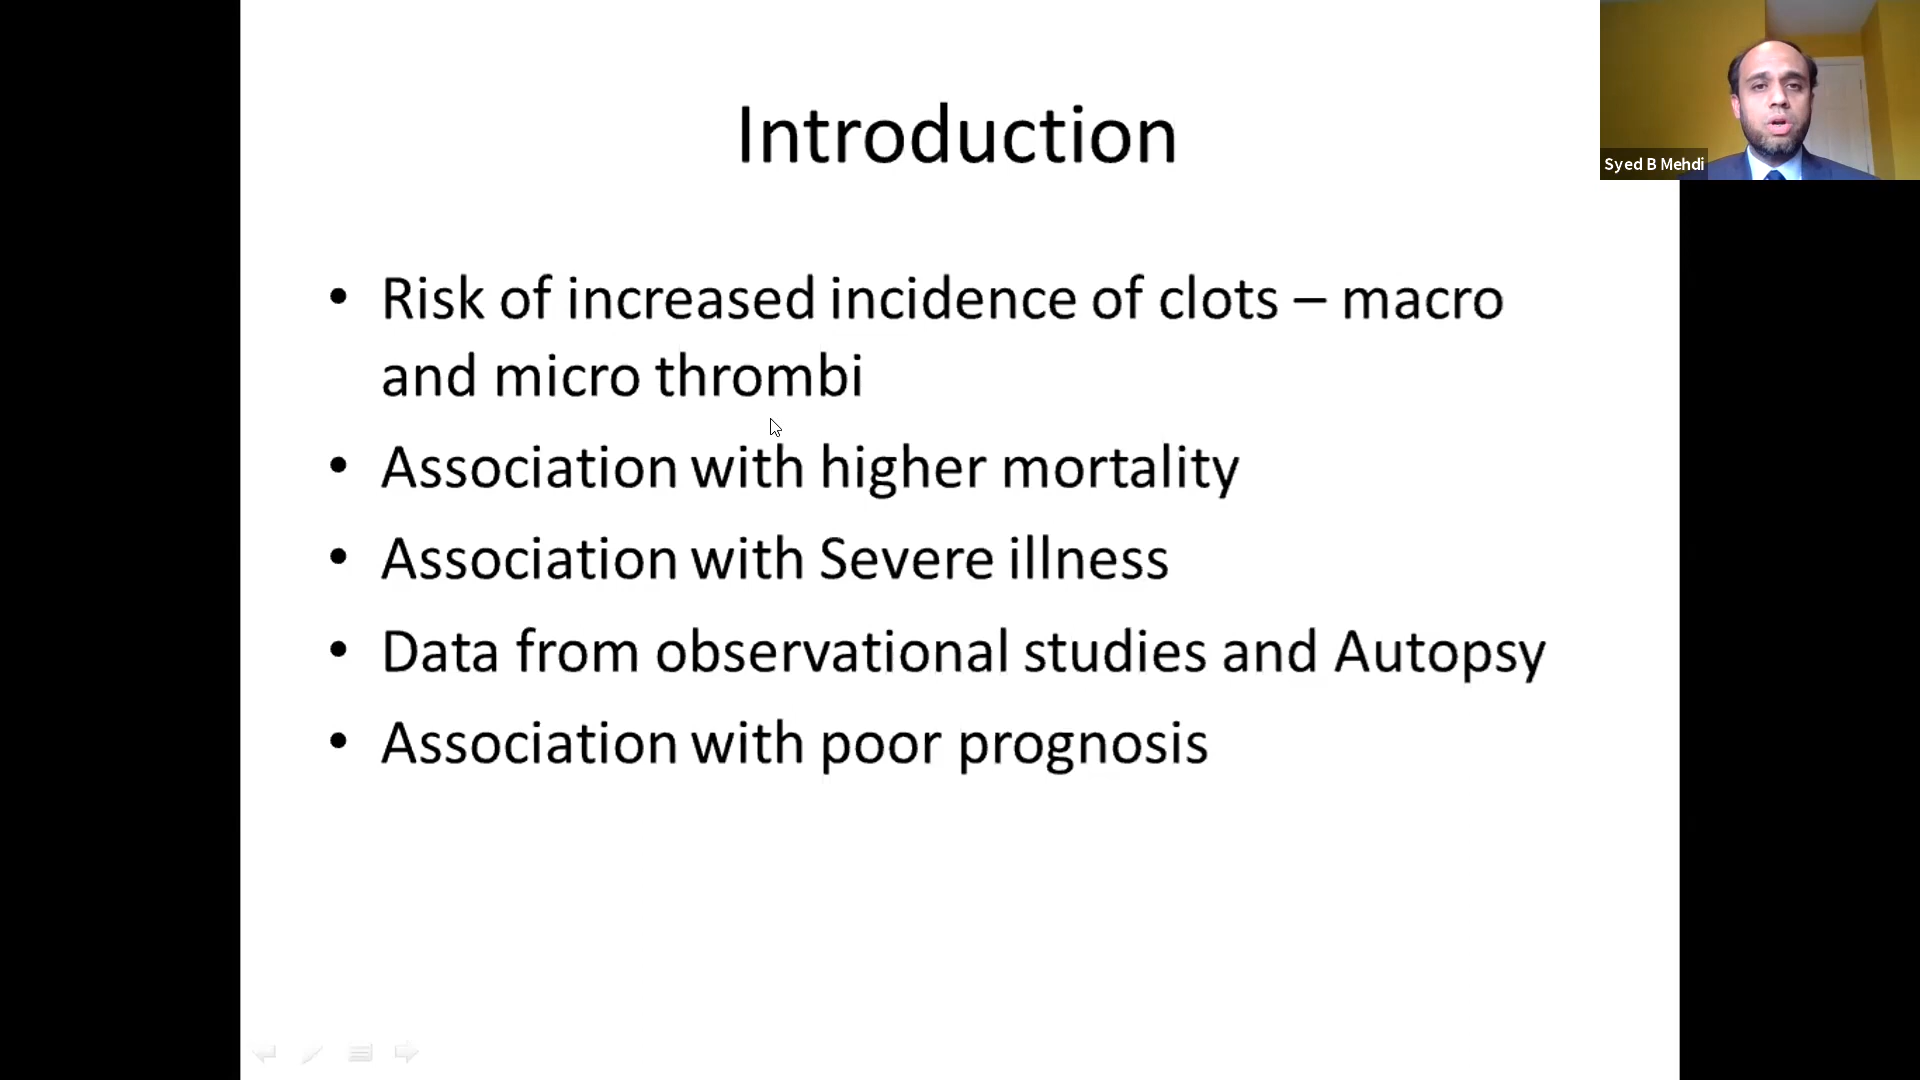 Introduction
• Risk of increased incidence of clots – macro
and micro thrombi
• Association with higher mortality
• Association with Severe illness
• Data from observational studies and Autopsy
• Association with poor prognosis
Syed B Mehdi